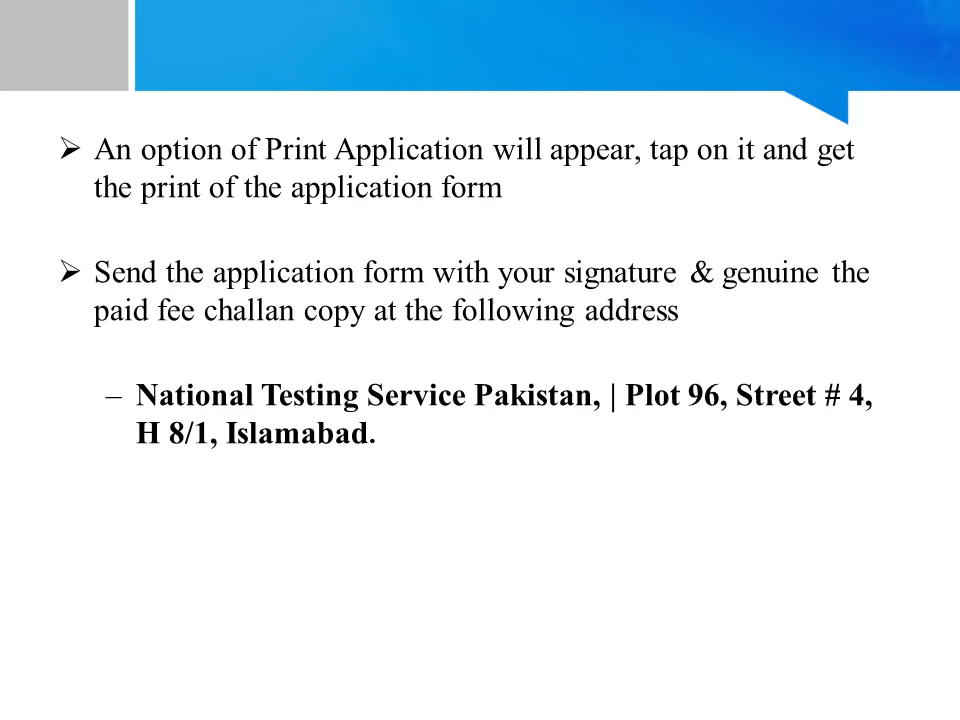 ➢ An option of Print Application will appear, tap on it and get
the print of the application form
➢ Send the application form with your signature & genuine the
paid fee challan copy at the following address
– National Testing Service Pakistan, | Plot 96, Street # 4,
H 8/1, Islamabad.